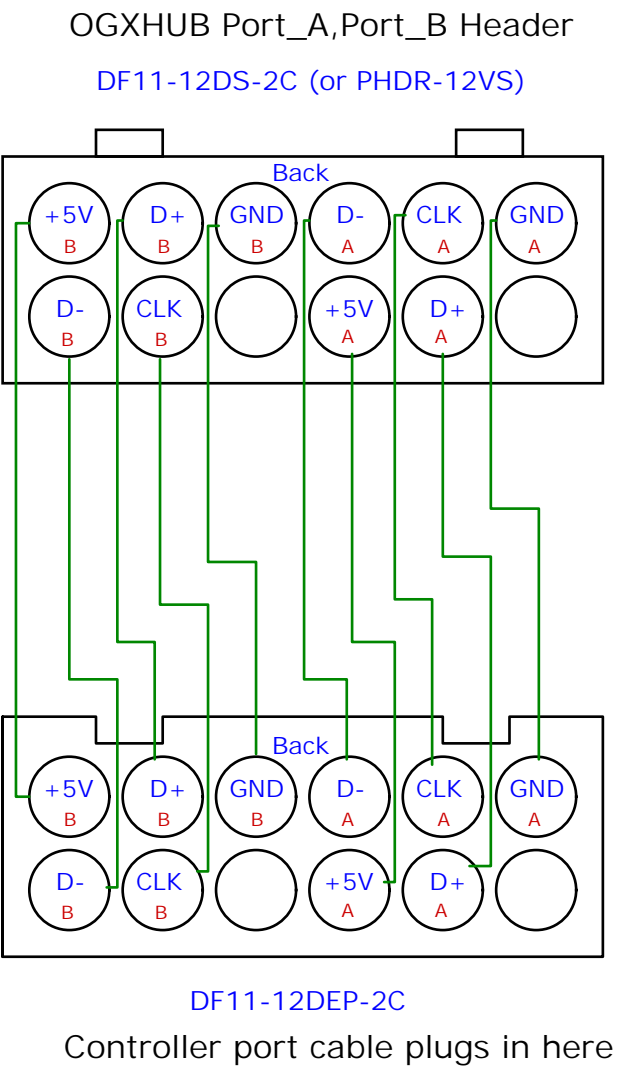 OGXHUB Port_A,Port_B Header
DF11-12DS-2C (or PHDR-12VS)
Back
+5V D+ GND D- CLK GND
B B B A A A
D- CLK +5V D+
B B A A
Back
+5V D+ GND D- CLK GND
B B B A A A
D- CLK +5V D+
B B A A
DF11-12DEP-2C
Controller port cable plugs in here